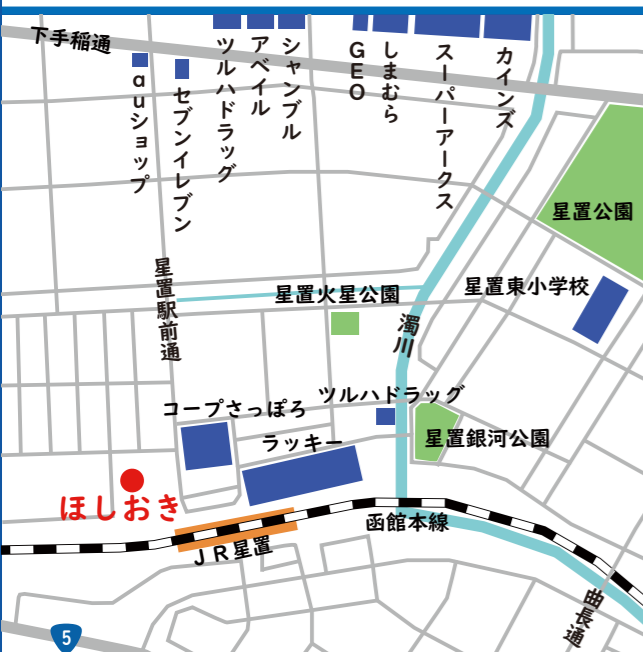 下手稲通
auショップ
セブンイレブン
ツルハドラッグ
アベイル
シャンブル
GEO
しまむら
スーパーアークス
カインズ
星置公園
星置駅前通
星置火星公園
星置東小学校
濁川
コープさっぽろ
ツルハドラッグ
ラッキー
星置銀河公園
ほしおき
函館本線
JR星置
曲長通
5